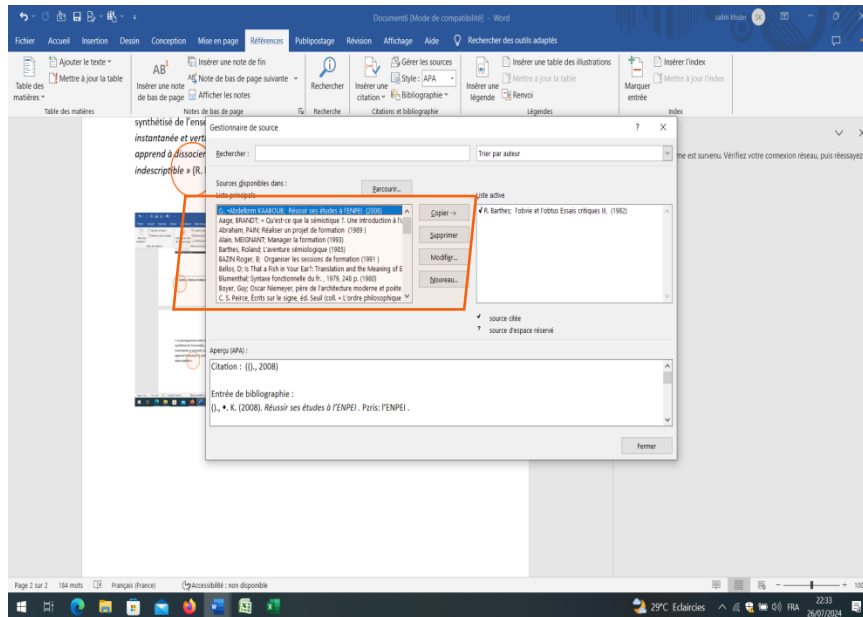 Document6 [Mode de compatibilité] - Word
salim khider
SK
Fichier Accueil Insertion Dessin Conception Mise en page Références Publipostage Révision Affichage Aide Rechercher des outils adaptés
Table des matières
Ajouter le texte
Mettre à jour la table
Table des matières
AB1
Insérer une note de bas de page
Insérer une note de fin
Note de bas de page suivante
Afficher les notes
Notes de bas de page
Rechercher
Recherche
Insérer une citation
Gérer les sources
Style : APA
Bibliographie
Citations et bibliographie
Insérer une légende
Insérer une table des illustrations
Mettre à jour la table
Renvoi
Légendes
Marquer entrée
Insérer l'index
Mettre à jour l'index
Index
synthétisé de l'ense
instantanée et verti
apprend à dissocier
indescriptible » (R.
me est survenu. Vérifiez votre connexion réseau, puis réessayez
Gestionnaire de source ? X
Rechercher :
Trier par auteur
Sources disponibles dans :
Liste principale
Parcourir...
Liste active
()., •Abdelkrim KAABOUB; Réussir ses études à l'ENPEI (2008)
Aage, BRANDT; « Qu'est-ce que la sémiotique ?. Une introduction à l'u
Abraham, PAIN; Réaliser un projet de formation (1989 )
Alain, MEIGNANT; Manager la formation (1993)
Barthes, Roland; L'aventure sémiologique (1985)
BAZIN Roger, B; Organiser les sessions de formation (1991 )
Bellos, D; Is That a Fish in Your Ear?: Translation and the Meaning of E
Blumenthal; Syntaxe fonctionnelle du fr. , 1979, 248 p. (1980)
Boyer, Guy; Oscar Niemeyer, père de l'architecture moderne et poète
C. S. Peirce, Écrits sur le signe, éd. Seuil (coll. « L'ordre philosophique
Copier ->
Supprimer
Modifier...
Nouveau...
R. Barthes; l'obvie et l'obtus Essais critiques III, (1982)
source citée
? source d'espace réservé
Aperçu (APA) :
Citation : (()., 2008)
Entrée de bibliographie :
()., •. K. (2008). Réussir ses études à l'ENPEI . Pzris: l'ENPEI .
Fermer
Page 2 sur 2 184 mots Français (France) Accessibilité : non disponible
100
29°C Eclaircies
FRA
22:33
26/07/2024